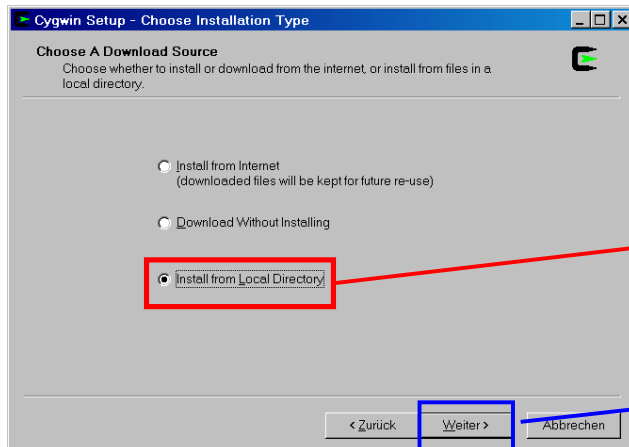 Cygwin Setup - Choose Installation Type
Choose A Download Source
Choose whether to install or download from the internet, or install from files in a
local directory.
Install from Internet
(downloaded files will be kept for future re-use)
Download Without Installing
Install from Local Directory
< Zurück Weiter > Abbrechen